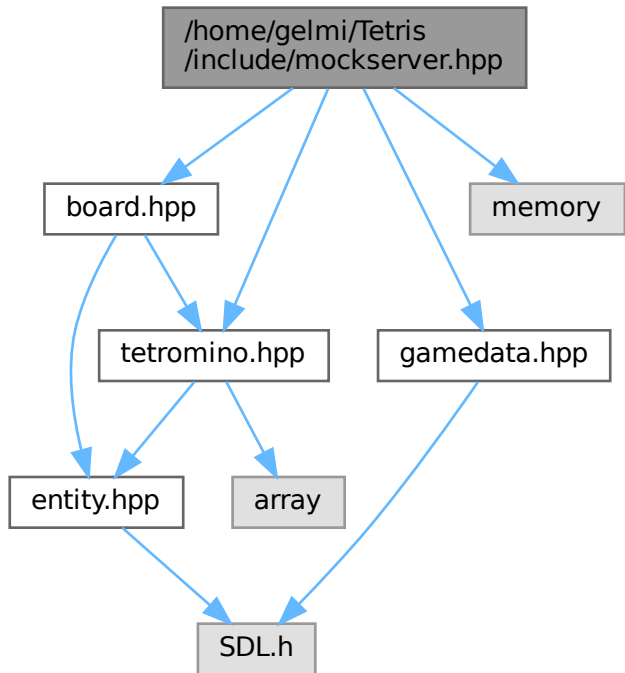 /home/gelmi/Tetris
/include/mockserver.hpp
board.hpp
memory
tetromino.hpp
gamedata.hpp
entity.hpp
array
SDL.h